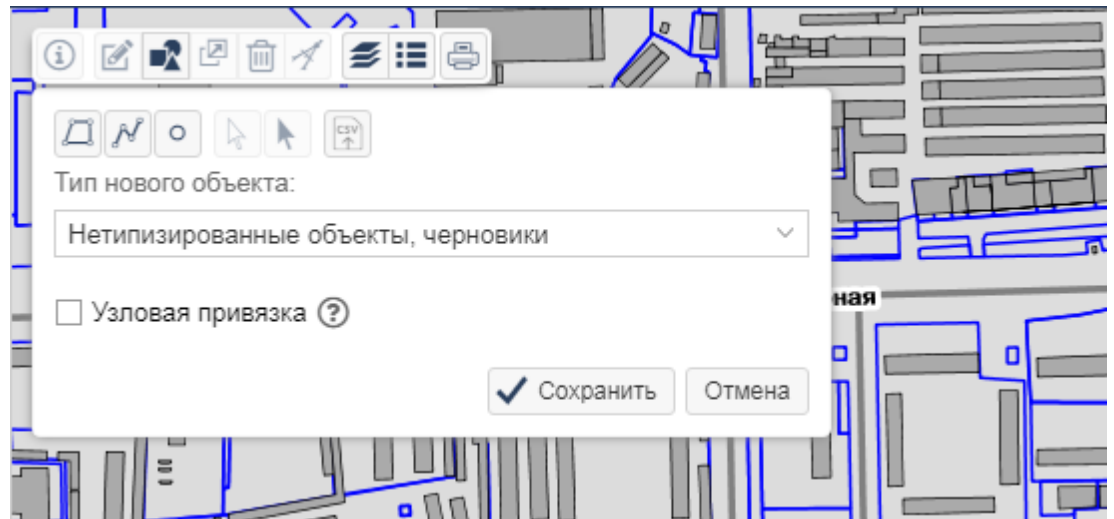 CSV
Тип нового объекта:
Нетипизированные объекты, черновики
Узловая привязка ?
ная
Сохранить Отмена